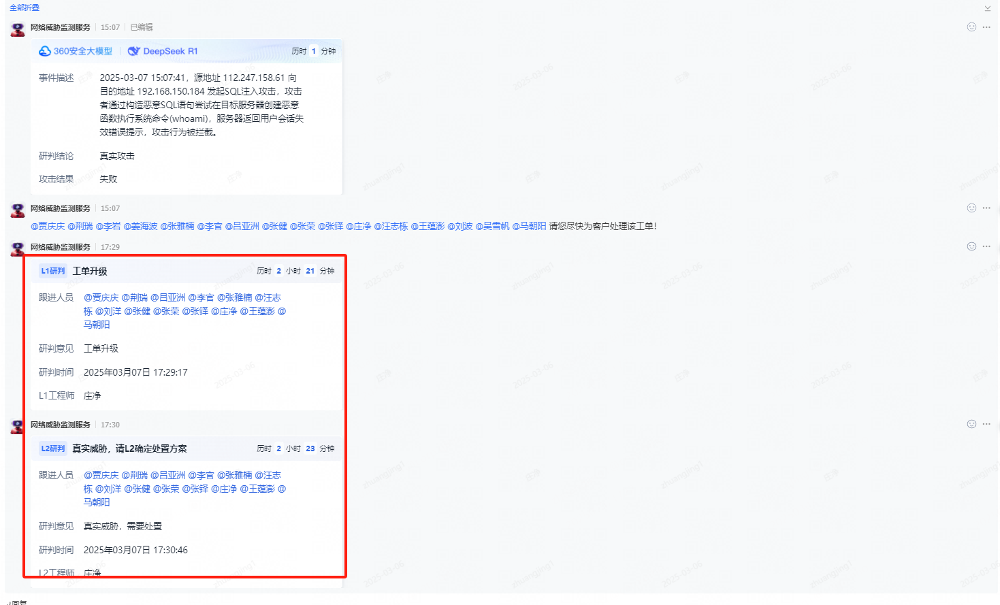 全部折叠
网络威胁监测服务 15:07 已编辑
360安全大模型 DeepSeek R1 历时 1 分钟
事件描述 2025-03-07 15:07:41，源地址 112.247.158.61 向
目的地址 192.168.150.184 发起SQL注入攻击，攻击
者通过构造恶意SQL语句尝试在目标服务器创建恶意
函数执行系统命令(whoami)，服务器返回用户会话失
效错误提示，攻击行为被拦截。
研判结论 真实攻击
攻击结果 失败
网络威胁监测服务 15:07
@贾庆庆 @荆瑞 @李岩 @姜海波 @张雅楠 @李官 @吕亚洲 @张健 @张荣 @张铎 @庄净 @汪志栋 @王蕴澎 @刘波 @吴雪帆 @马朝阳 请您尽快为客户处理该工单！
网络威胁监测服务 17:29
L1研判 工单升级 历时 2 小时 21 分钟
跟进人员 @贾庆庆 @荆瑞 @吕亚洲 @李官 @张雅楠 @汪志
栋 @刘洋 @张健 @张荣 @张铎 @庄净 @王蕴澎 @
马朝阳
研判意见 工单升级
研判时间 2025年03月07日 17:29:17
L1工程师 庄净
网络威胁监测服务 17:30
L2研判 真实威胁，请L2确定处置方案 历时 2 小时 23 分钟
跟进人员 @贾庆庆 @荆瑞 @吕亚洲 @李官 @张雅楠 @汪志
栋 @刘洋 @张健 @张荣 @张铎 @庄净 @王蕴澎 @
马朝阳
研判意见 真实威胁，需要处置
研判时间 2025年03月07日 17:30:46
L2工程师 庄净
回复